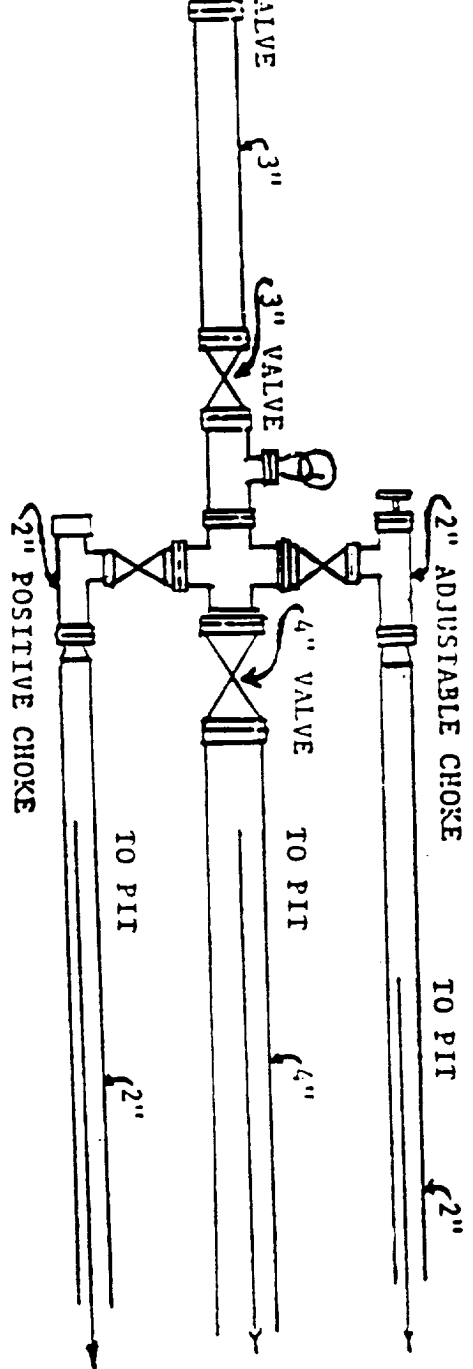 2" ADJUSTABLE CHOKE
TO PIT
2"
ALVE
3"
3" VALVE
4" VALVE
TO PIT
4"
TO PIT
2"
2" POSITIVE CHOKE